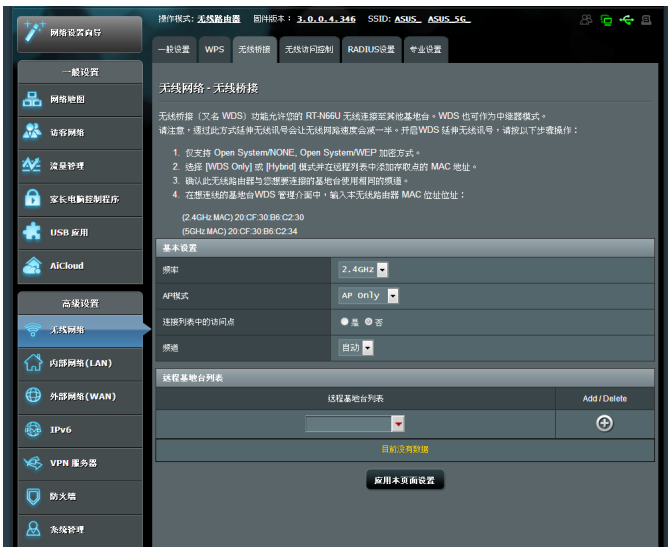 操作模式：无线路由器 固件版本：3.0.0.4.346 SSID: ASUS_ ASUS_5G_
网络设置向导
一般设置 WPS 无线桥接 无线访问控制 RADIUS设置 专业设置
一般设置
网络地图
访客网络
流量管理
家长电脑控制程序
USB 应用
AiCloud
高级设置
无线网络
内部网络(LAN)
外部网络(WAN)
IPv6
VPN 服务器
防火墙
系统管理
无线网络 - 无线桥接
无线桥接（又名 WDS）功能允许您的 RT-N66U 无线连接至其他基地台。WDS 也可作为中继器模式。
请注意，透过此方式延伸无线讯号会让无线网路速度会减一半。开启WDS 延伸无线讯号，请按以下步骤操作：
1. 仅支持 Open System/NONE, Open System/WEP 加密方式。
2. 选择 [WDS Only] 或 [Hybrid] 模式并在远程列表中添加存取点的 MAC 地址。
3. 确认此无线路由器与您想要连接的基地台使用相同的频道。
4. 在想连线的基地台WDS 管理介面中，输入本无线路由器 MAC 位址位址：
(2.4GHz MAC) 20:CF:30:B6:C2:30
(5GHz MAC) 20:CF:30:B6:C2:34
基本设置
频率 2.4GHz
AP模式 AP Only
连接列表中的访问点 是 否
频道 自动
远程基地台列表
远程基地台列表 Add / Delete
目前没有数据
应用本页面设置